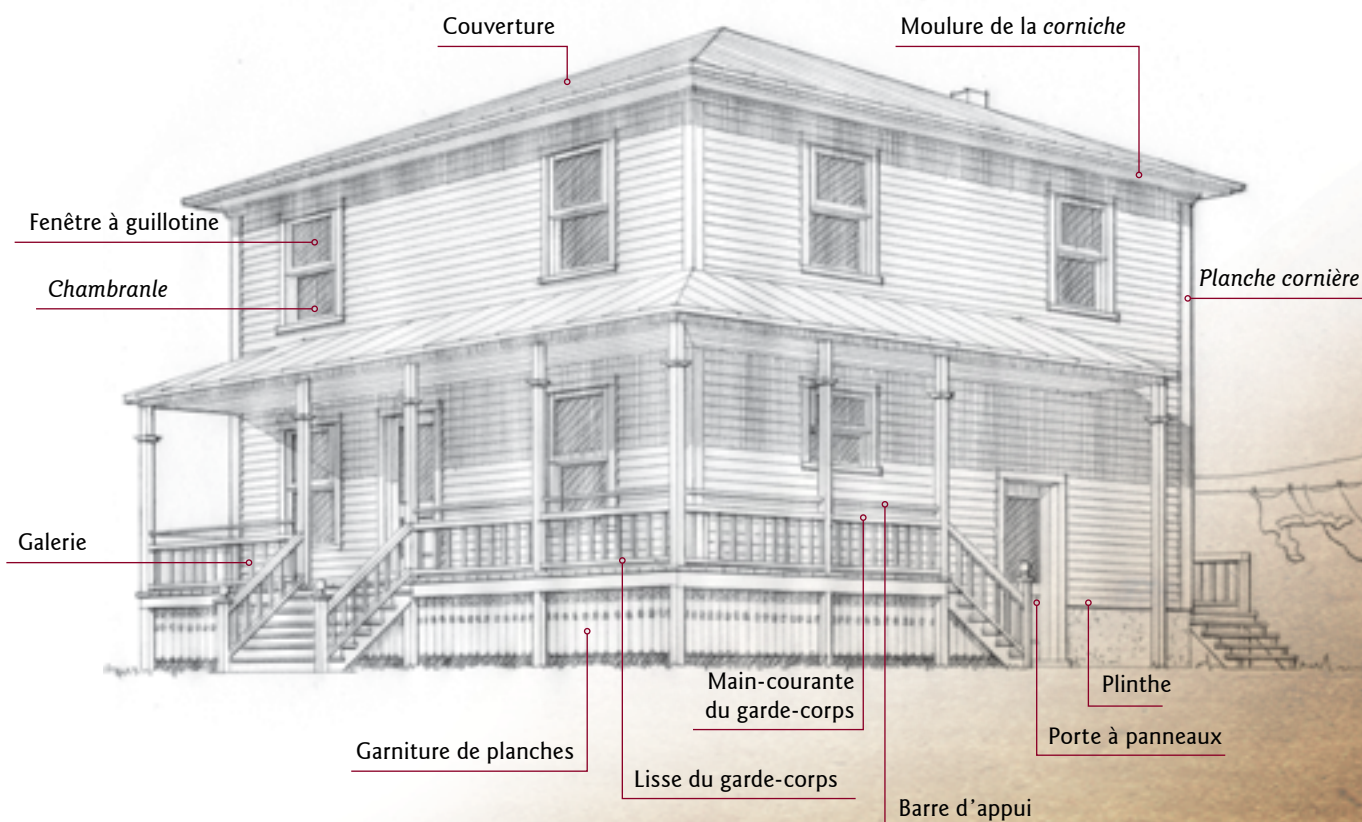 Couverture
Moulure de la corniche
Fenêtre à guillotine
Chambranle
Planche cornière
Galerie
Main-courante
du garde-corps
Plinthe
Porte à panneaux
Garniture de planches
Lisse du garde-corps
Barre d'appui